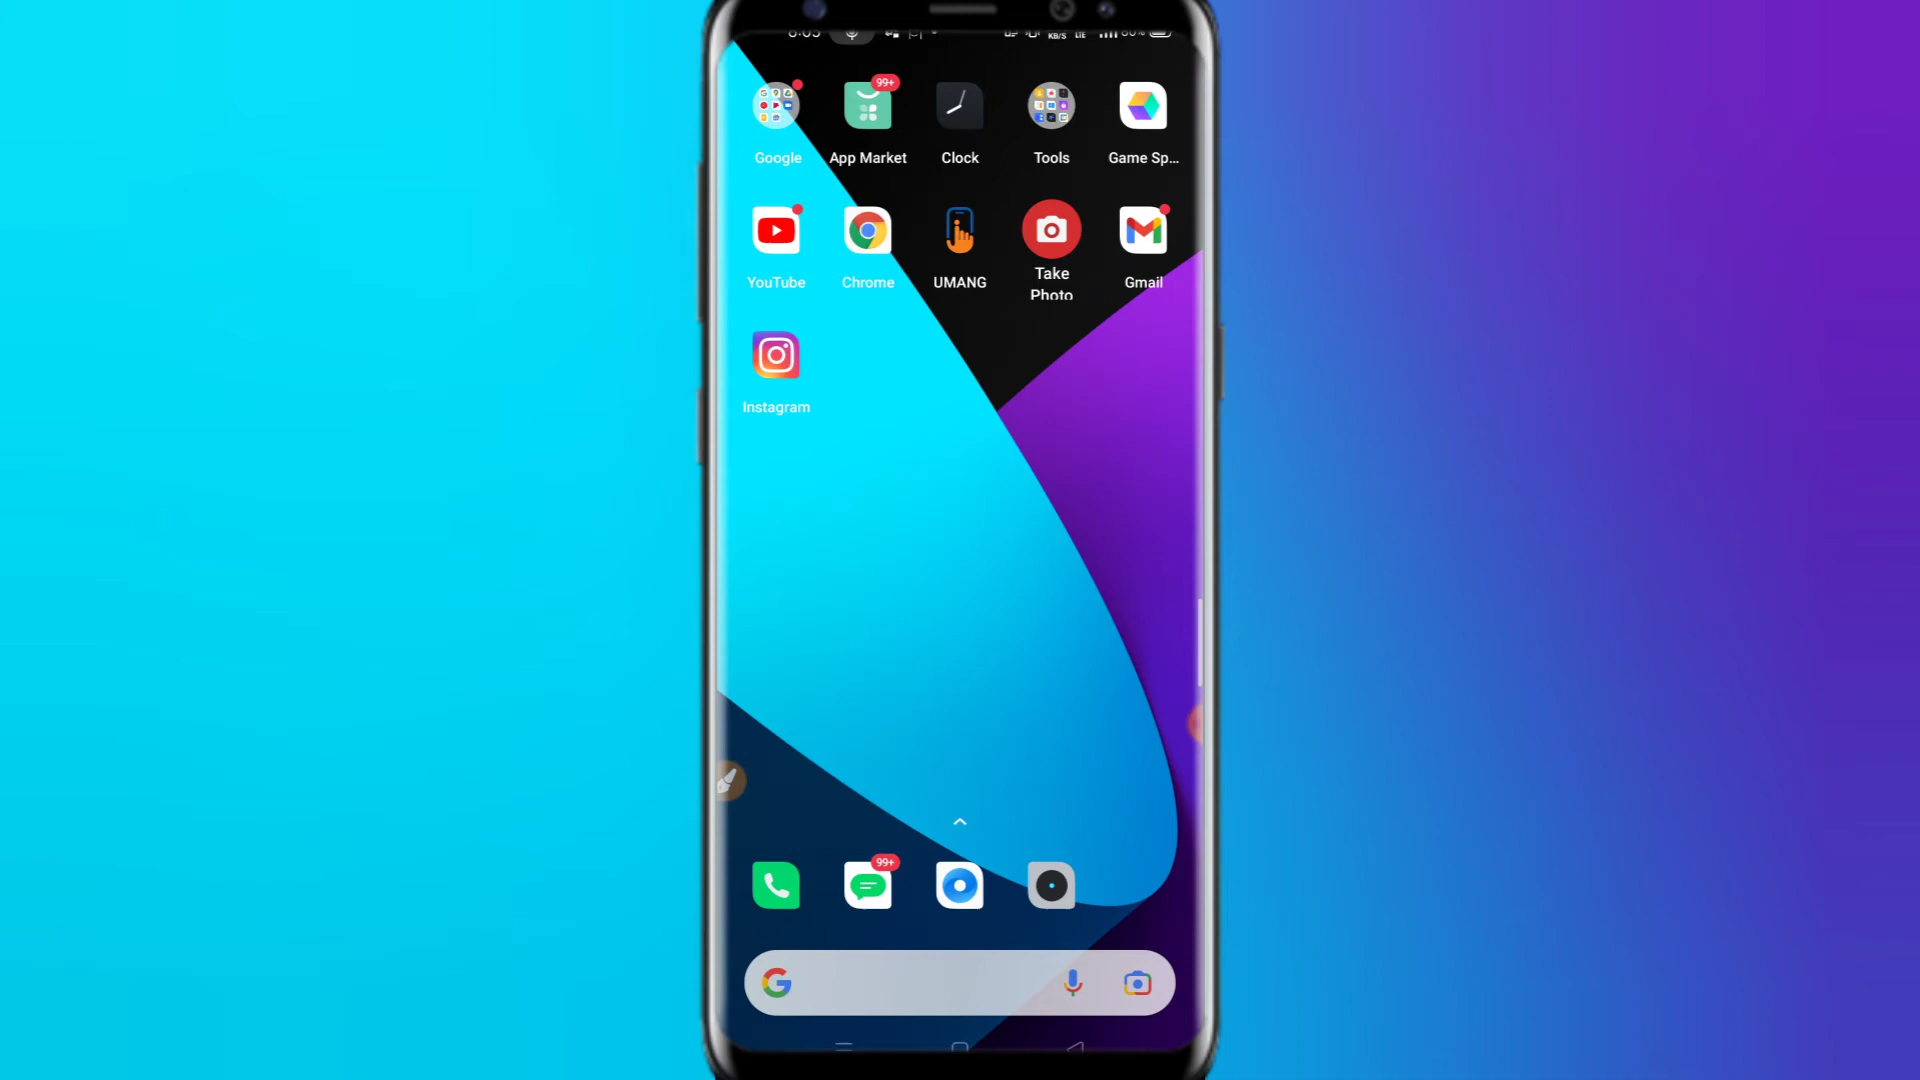 99+
Google App Market Clock Tools Game Sp...
YouTube Chrome UMANG Take Photo Gmail
Instagram
99+